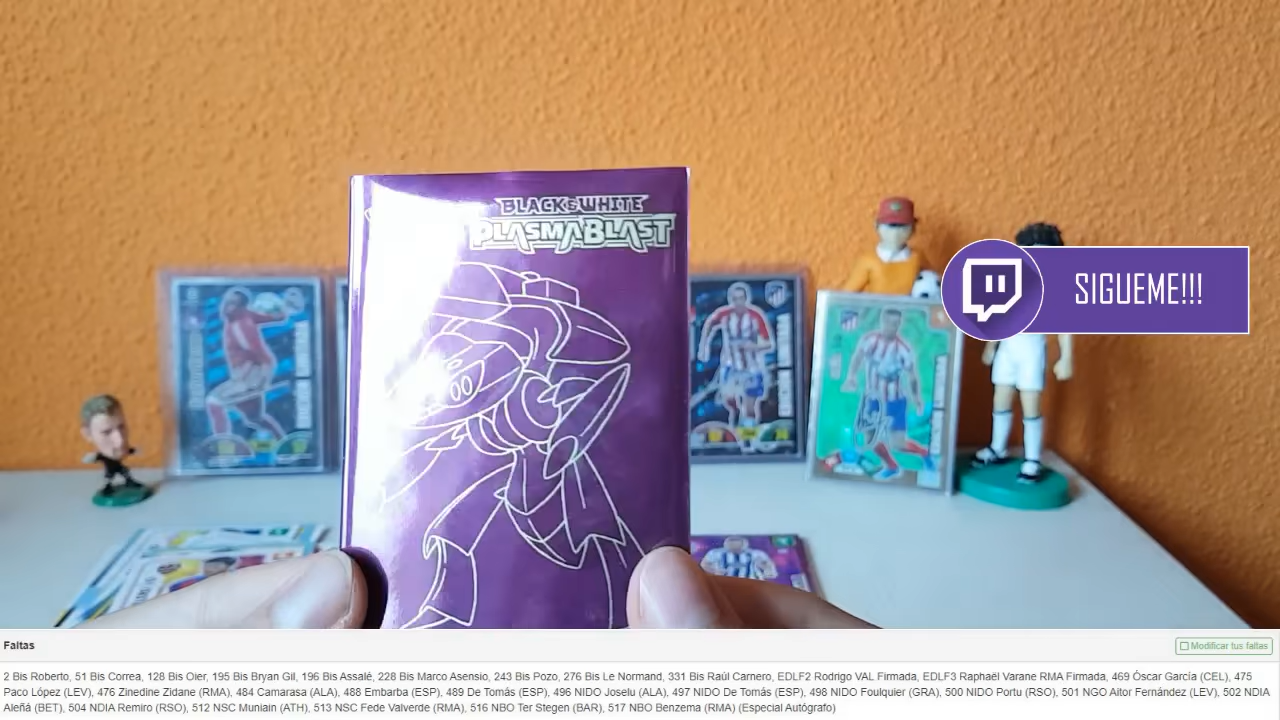 BLACK & WHITE
PLASMA BLAST
SIGUEME!!!
EDICIÓN LIMITADA
Faltas
Modificar tus faltas
2 Bis Roberto, 51 Bis Correa, 128 Bis Oier, 195 Bis Bryan Gil, 196 Bis Assalé, 228 Bis Marco Asensio, 243 Bis Pozo, 276 Bis Le Normand, 331 Bis Raúl Carnero, EDLF2 Rodrigo VAL Firmada, EDLF3 Raphaël Varane RMA Firmada, 469 Óscar García (CEL), 475
Paco López (LEV), 476 Zinedine Zidane (RMA), 484 Camarasa (ALA), 488 Embarba (ESP), 489 De Tomás (ESP), 496 NIDO Joselu (ALA), 497 NIDO De Tomás (ESP), 498 NIDO Foulquier (GRA), 500 NIDO Portu (RSO), 501 NGO Aitor Fernández (LEV), 502 NDIA
Aleñá (BET), 504 NDIA Remiro (RSO), 512 NSC Muniain (ATH), 513 NSC Fede Valverde (RMA), 516 NBO Ter Stegen (BAR), 517 NBO Benzema (RMA) (Especial Autógrafo)